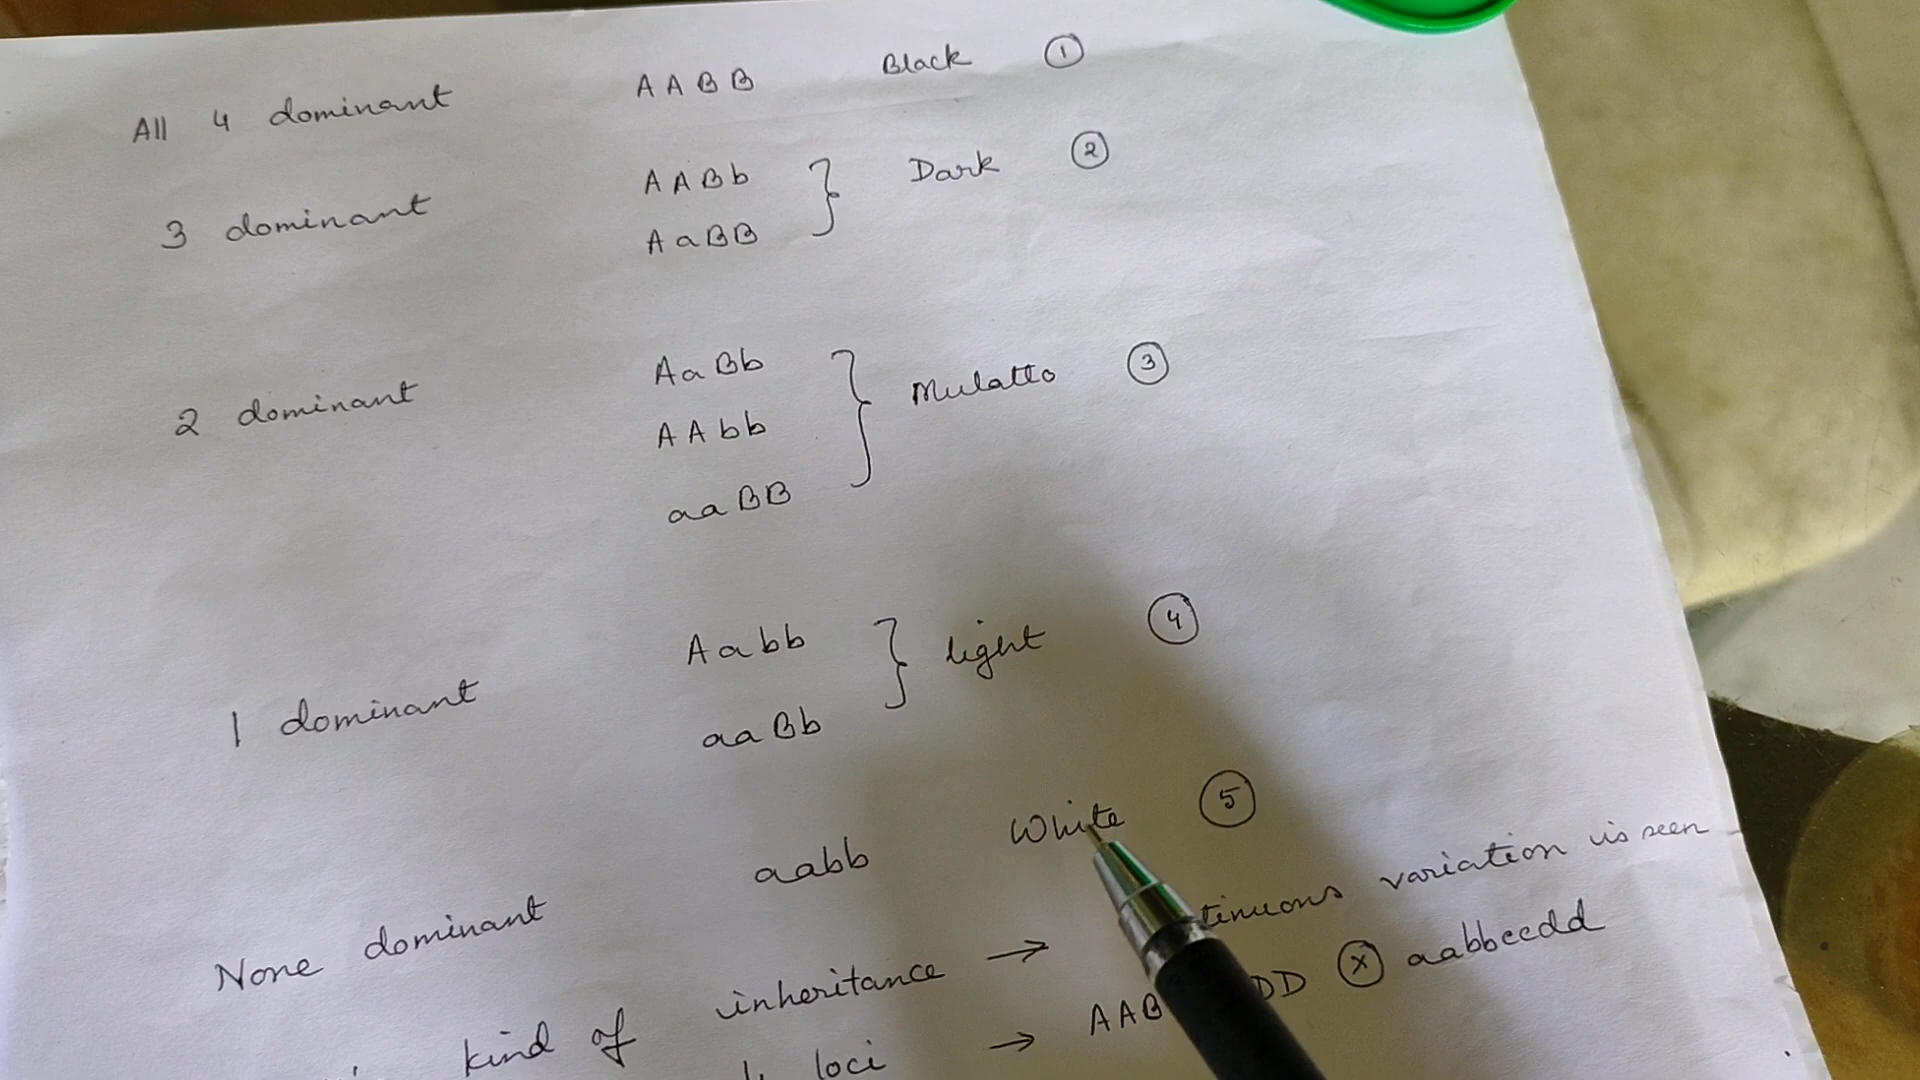 All 4 dominant AABB Black 1
3 dominant AABb } Dark 2
AaBB
2 dominant AaBb } Mulatto 3
AAbb
aaBB
1 dominant Aabb } light 4
aaBb
None dominant aabb White 5
kind of inheritance → tinuous variation is seen
loci → AAB DD X aabbccdd